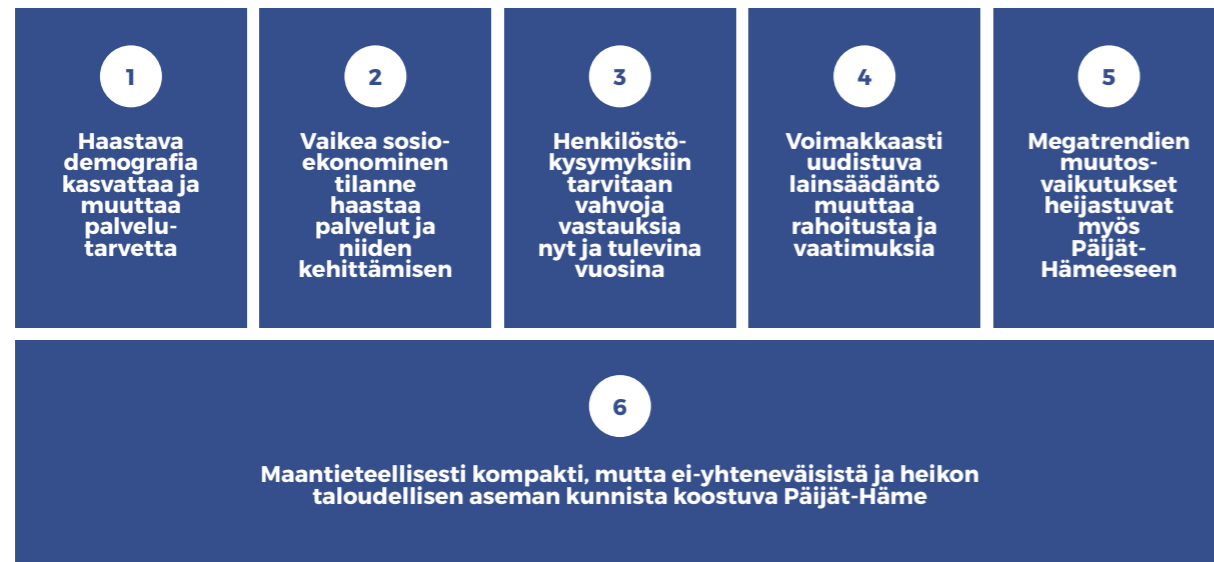 1
Haastava
demografia
kasvattaa ja
muuttaa
palvelu-
tarvetta
2
Vaikea sosio-
ekonominen
tilanne
haastaa
palvelut ja
niiden
kehittämisen
3
Henkilöstö-
kysymyksiin
tarvitaan
vahvoja
vastauksia
nyt ja tulevina
vuosina
4
Voimakkaasti
uudistuva
lainsäädäntö
muuttaa
rahoitusta ja
vaatimuksia
5
Megatrendien
muutos-
vaikutukset
heijastuvat
myös
Päijät-
Hämeeseen
6
Maantieteellisesti kompakti, mutta ei-yhteneväisistä ja heikon
taloudellisen aseman kunnista koostuva Päijät-Häme